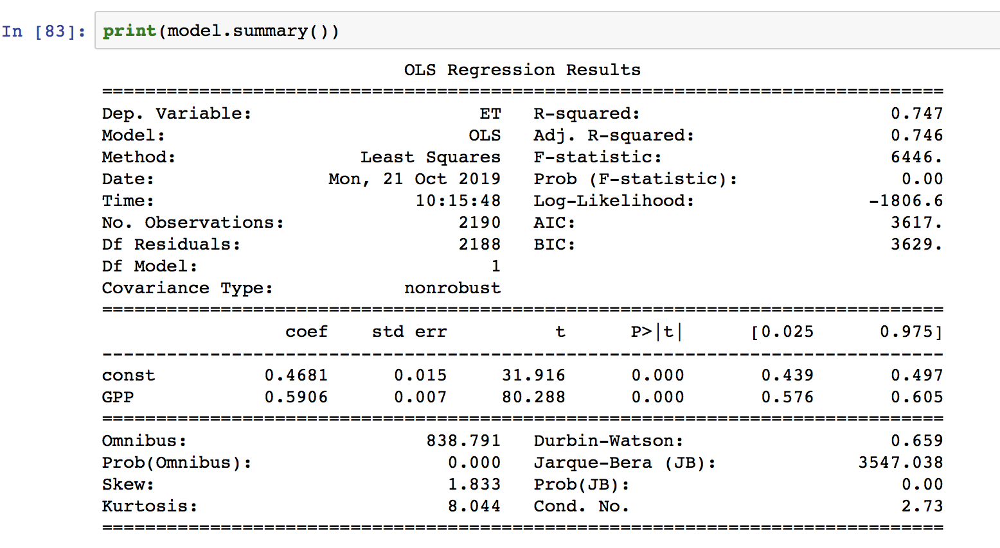 In [83]: print(model.summary())
OLS Regression Results
==============================================================================
Dep. Variable: ET R-squared: 0.747
Model: OLS Adj. R-squared: 0.746
Method: Least Squares F-statistic: 6446.
Date: Mon, 21 Oct 2019 Prob (F-statistic): 0.00
Time: 10:15:48 Log-Likelihood: -1806.6
No. Observations: 2190 AIC: 3617.
Df Residuals: 2188 BIC: 3629.
Df Model: 1
Covariance Type: nonrobust
==============================================================================
coef std err t P>|t| [0.025 0.975]
------------------------------------------------------------------------------
const 0.4681 0.015 31.916 0.000 0.439 0.497
GPP 0.5906 0.007 80.288 0.000 0.576 0.605
==============================================================================
Omnibus: 838.791 Durbin-Watson: 0.659
Prob(Omnibus): 0.000 Jarque-Bera (JB): 3547.038
Skew: 1.833 Prob(JB): 0.00
Kurtosis: 8.044 Cond. No. 2.73
==============================================================================